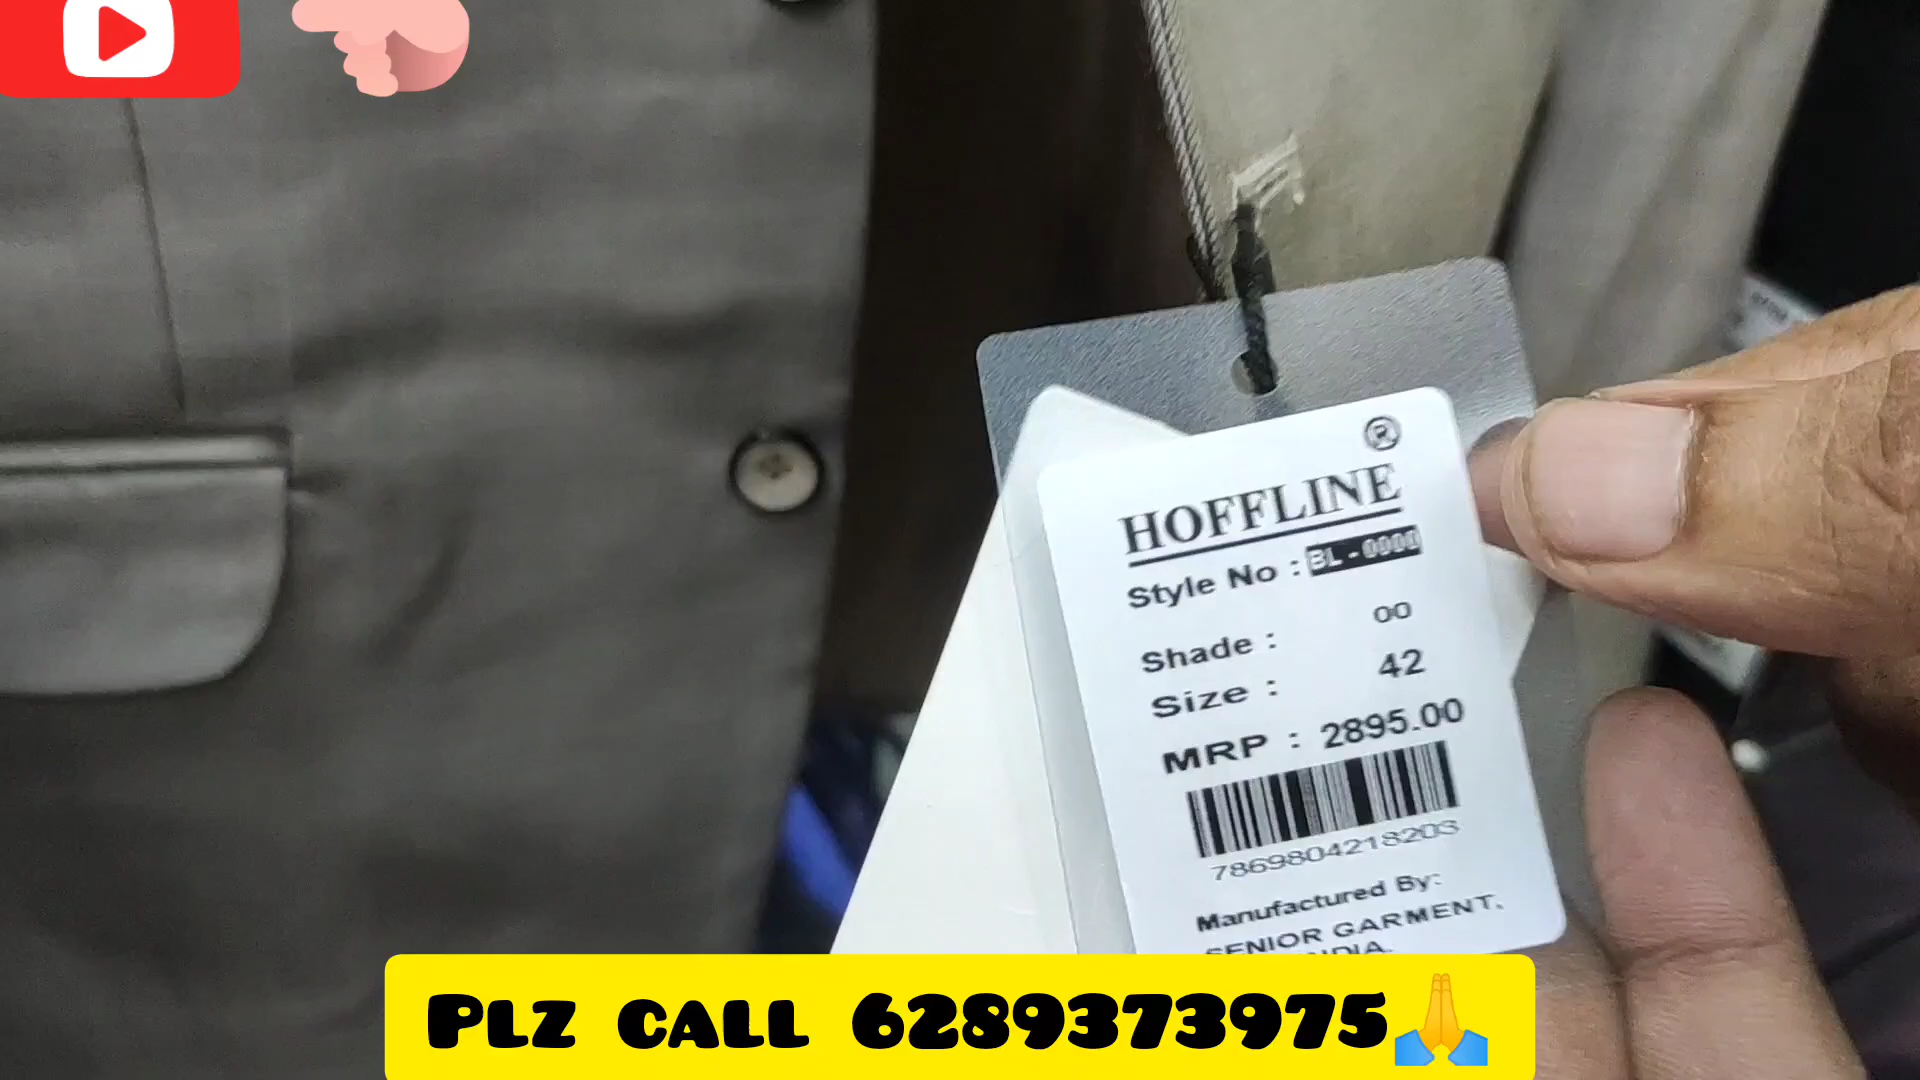 HOFFLINE ®
Style No : BL - 0000
Shade : 00
Size : 42
MRP : 2895.00
7869804218203
Manufactured By:
SENIOR GARMENT,
INDIA.
PLZ CALL 6289373975🙏